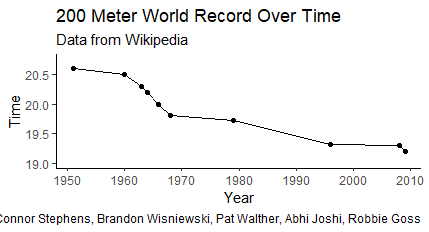 200 Meter World Record Over Time
Data from Wikipedia
20.5
20.0
19.5
19.0
Time
1950 1960 1970 1980 1990 2000 2010
Year
Connor Stephens, Brandon Wisniewski, Pat Walther, Abhi Joshi, Robbie Goss